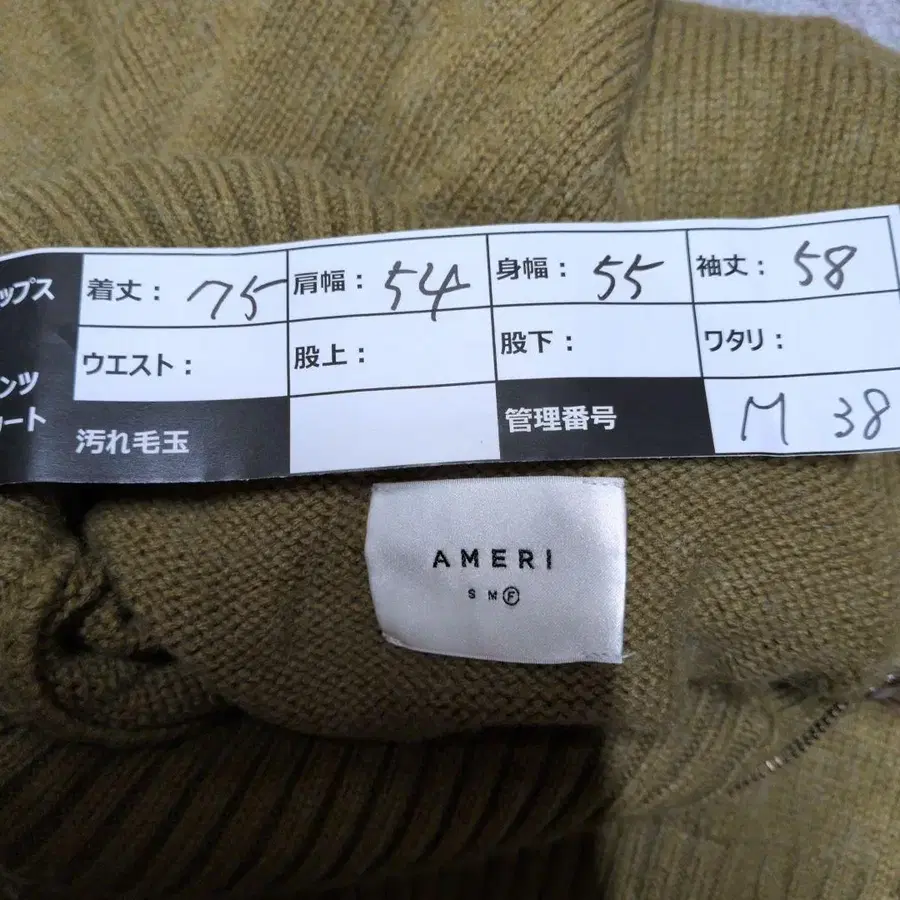 ップス 着丈： 75 肩幅： 54 身幅： 55 袖丈： 58
ンツ ウエスト： 股上： 股下： ワタリ：
ート 汚れ毛玉 管理番号 M 38
AMERI
S M F